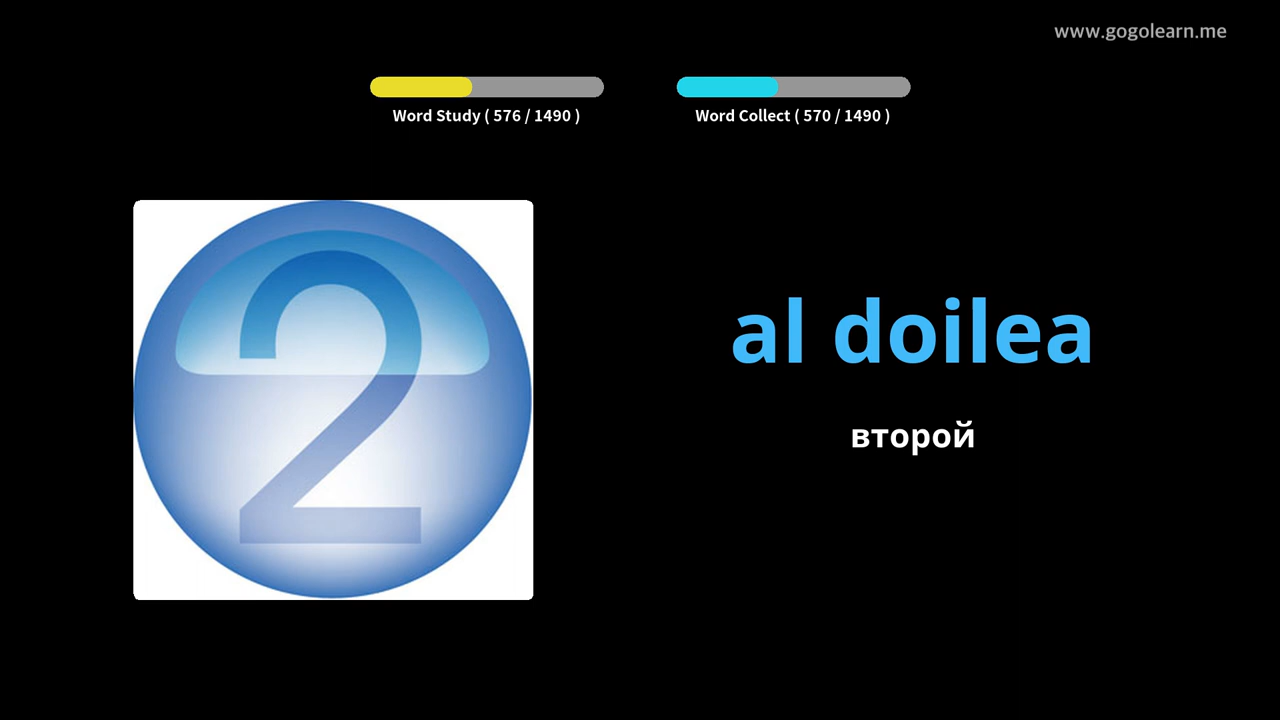 www.gogolearn.me
Word Study ( 576 / 1490 )
Word Collect ( 570 / 1490 )
2
al doilea
второй